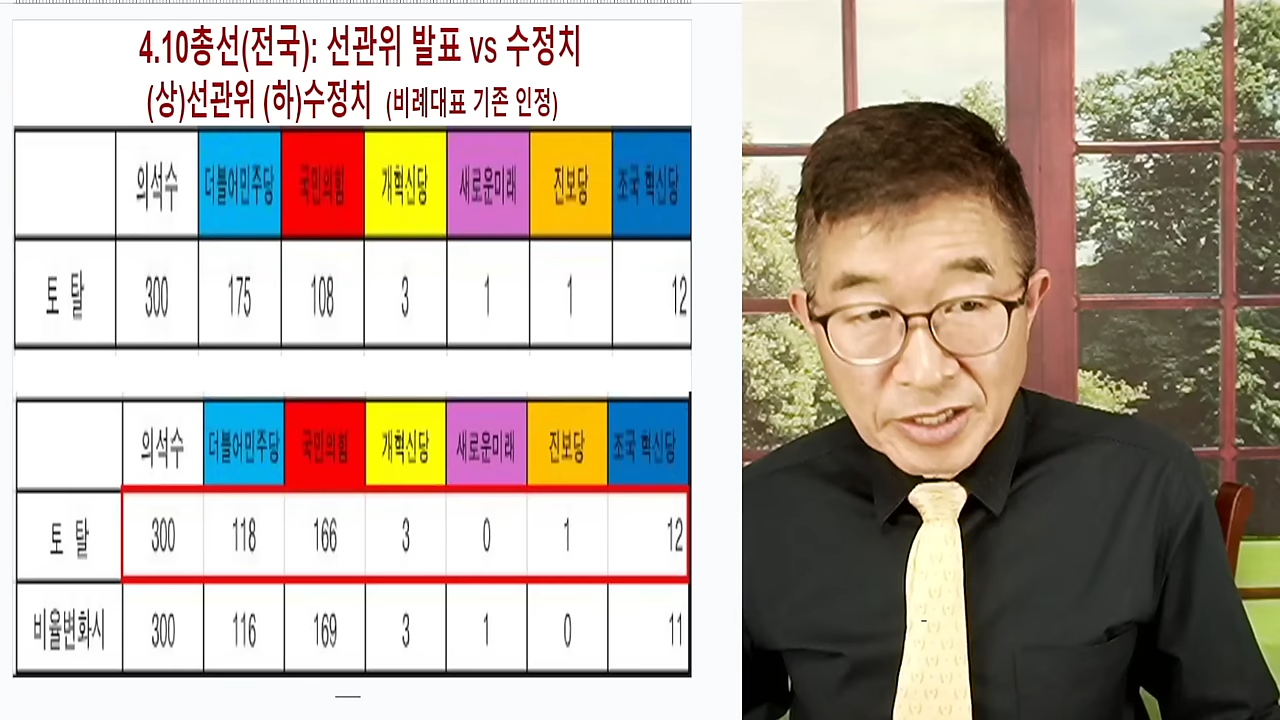 4.10총선(전국): 선관위 발표 vs 수정치
(상)선관위 (하)수정치 (비례대표 기존 인정)
의석수 더불어민주당 국민의힘 개혁신당 새로운미래 진보당 조국 혁신당
토 탈 300 175 108 3 1 1 12
의석수 더불어민주당 국민의힘 개혁신당 새로운미래 진보당 조국 혁신당
토 탈 300 118 166 3 0 1 12
비율변화시 300 116 169 3 1 0 11